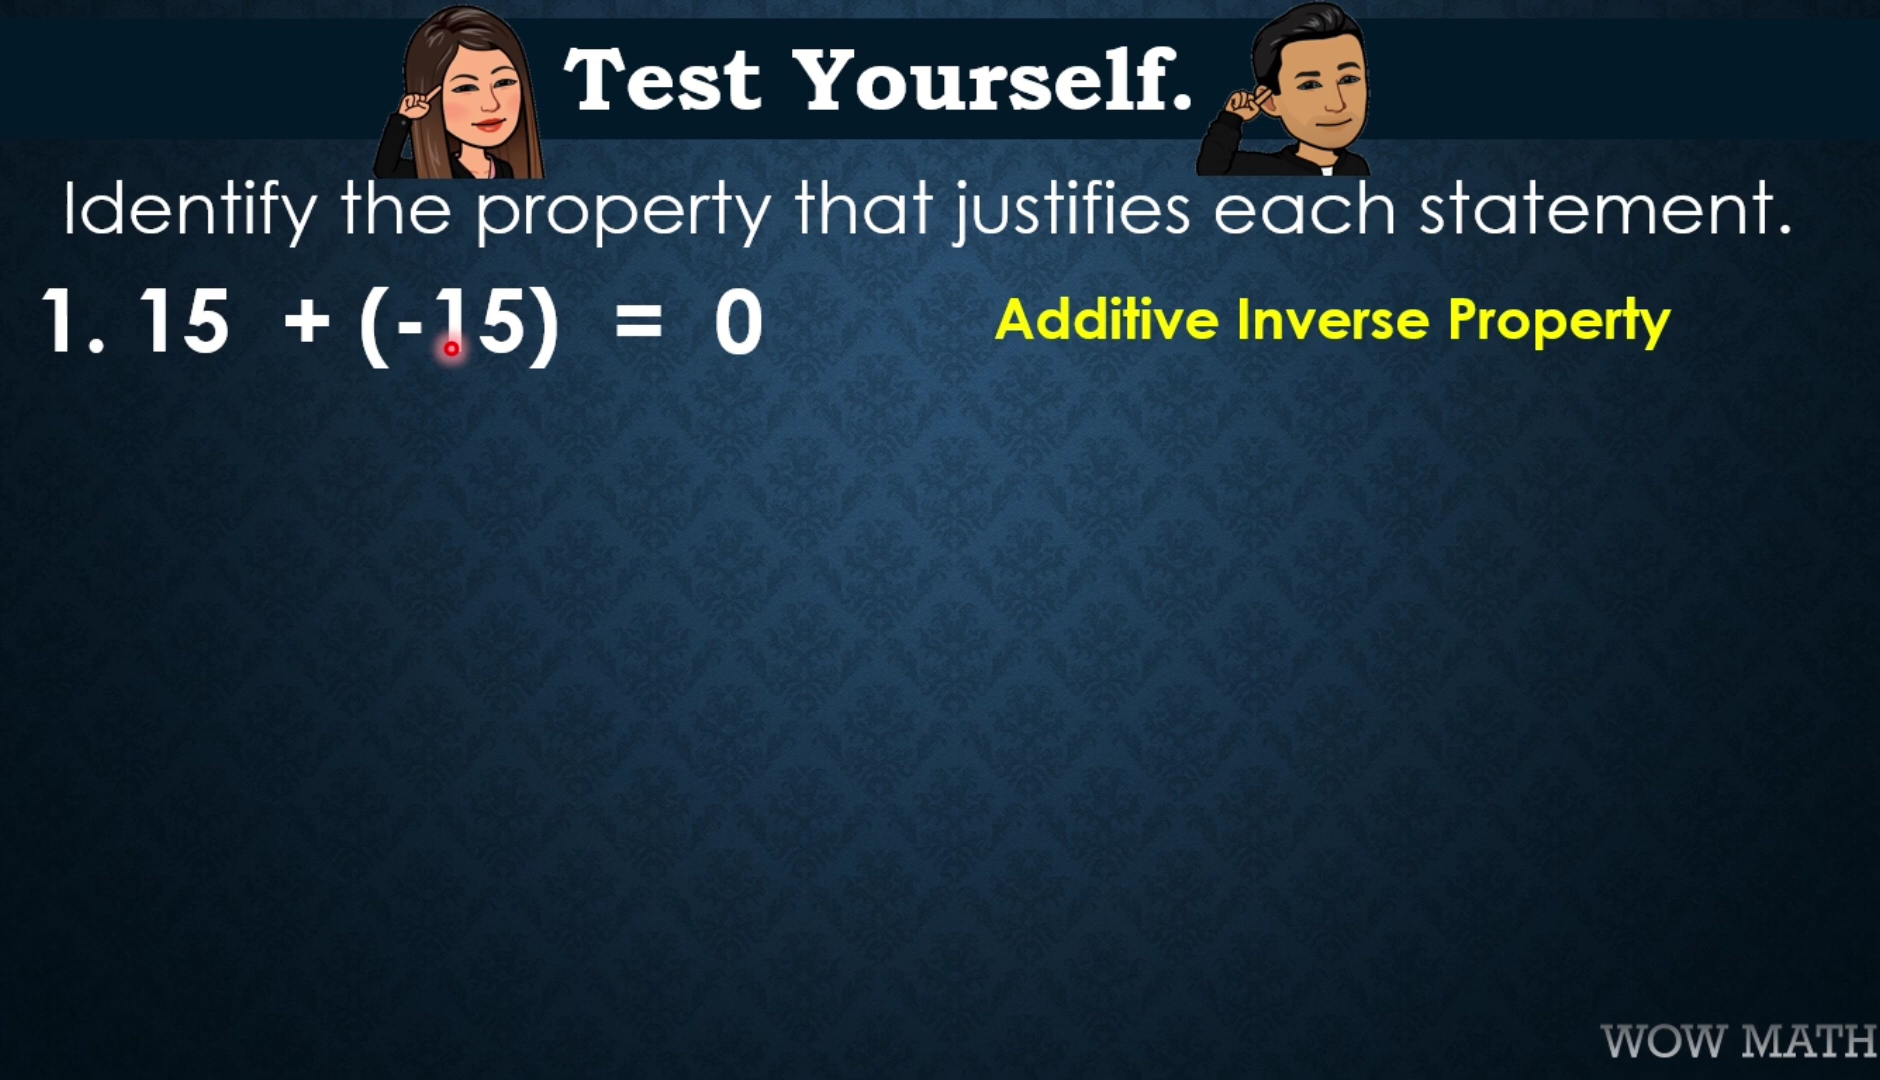 Test Yourself.
Identify the property that justifies each statement.
1. 15 + (-15) = 0 Additive Inverse Property
WOW MATH